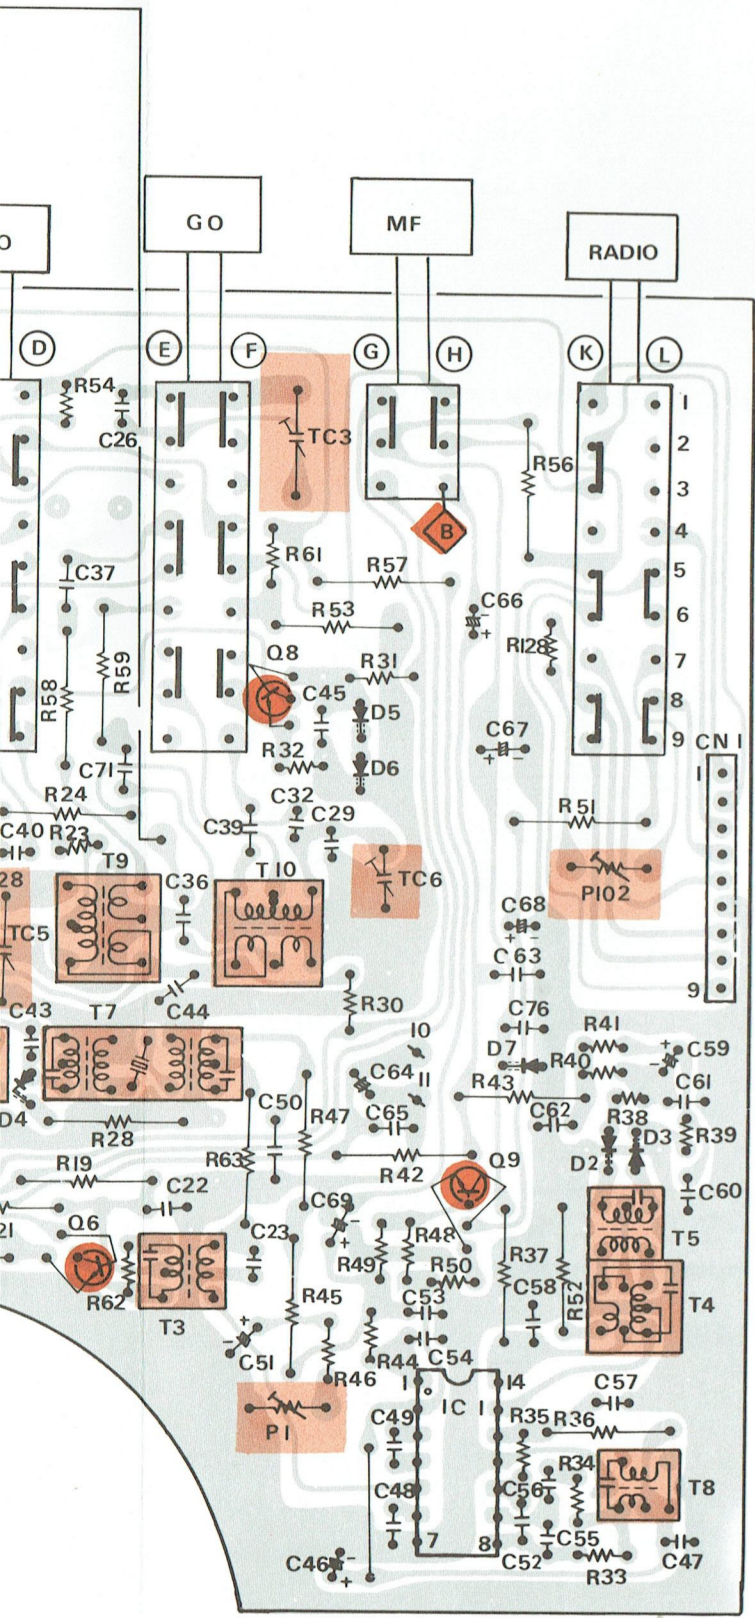 O
GO
MF
RADIO
D
E
F
G
H
K
L
R54
C26
TC3
1
2
R56
3
B
4
R61
5
C37
R57
R53
C66
6
R128
Q8
R59
R31
7
R58
C45
D5
8
C67
9
CN1
R32
D6
C71
1
R24
C32
R51
C40
R23
C39
C29
T9
T10
TC6
28
C36
P102
TC5
C68
C63
9
C43
T7
C44
R30
C76
10
R41
D7
R40
C59
C64
11
R43
C61
D4
C50
R47
C65
C62
R38
R28
D3
R39
R63
R42
D2
R19
Q9
C22
C69
C60
21
Q6
C23
R48
T5
R49
R37
R50
C58
R52
R62
R45
T4
T3
C53
C51
R46
R44
C54
1
14
C57
P1
IC 1
C49
R35
R36
R34
T8
C48
C56
7
8
C55
C46
C52
C47
R33